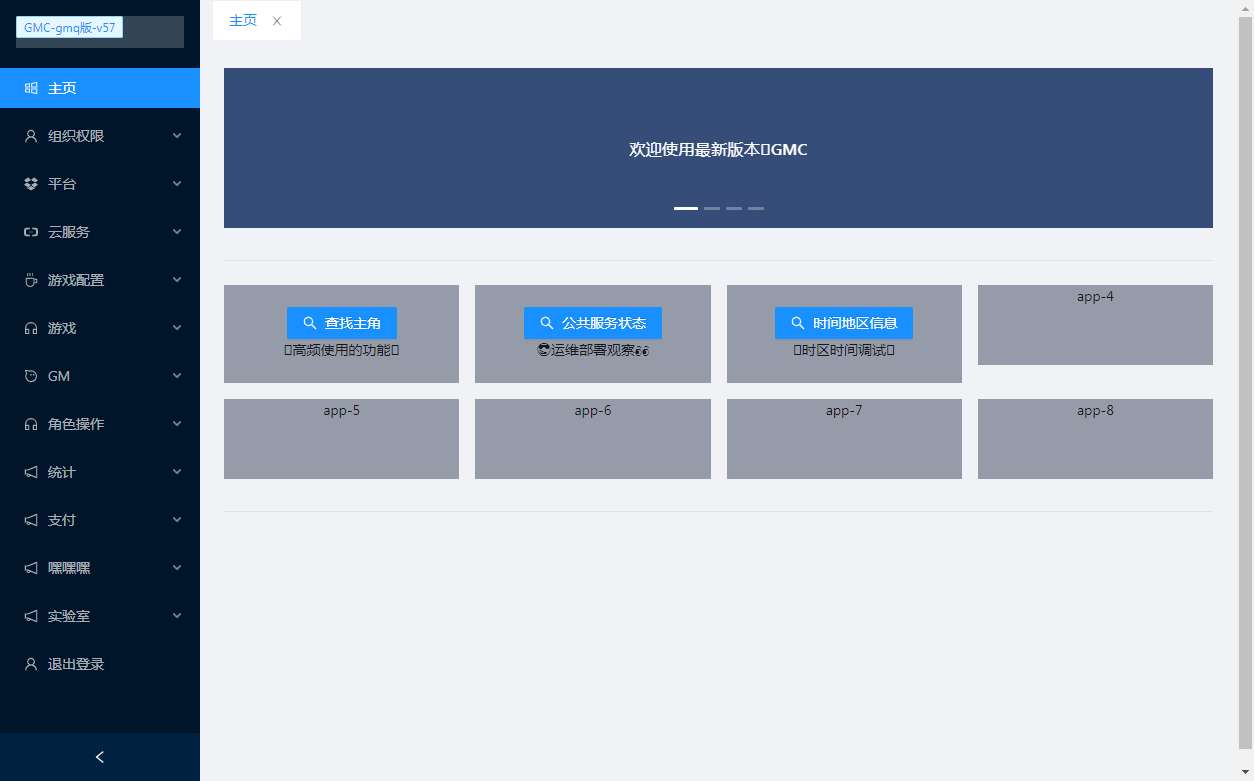 GMC-gmq版-v57
主页
组织权限
平台
云服务
游戏配置
游戏
GM
角色操作
统计
支付
嘿嘿嘿
实验室
退出登录
主页
欢迎使用最新版本▯GMC
查找主角
▯高频使用的功能▯
公共服务状态
😎运维部署观察👀
时间地区信息
▯时区时间调试▯
app-4
app-5
app-6
app-7
app-8